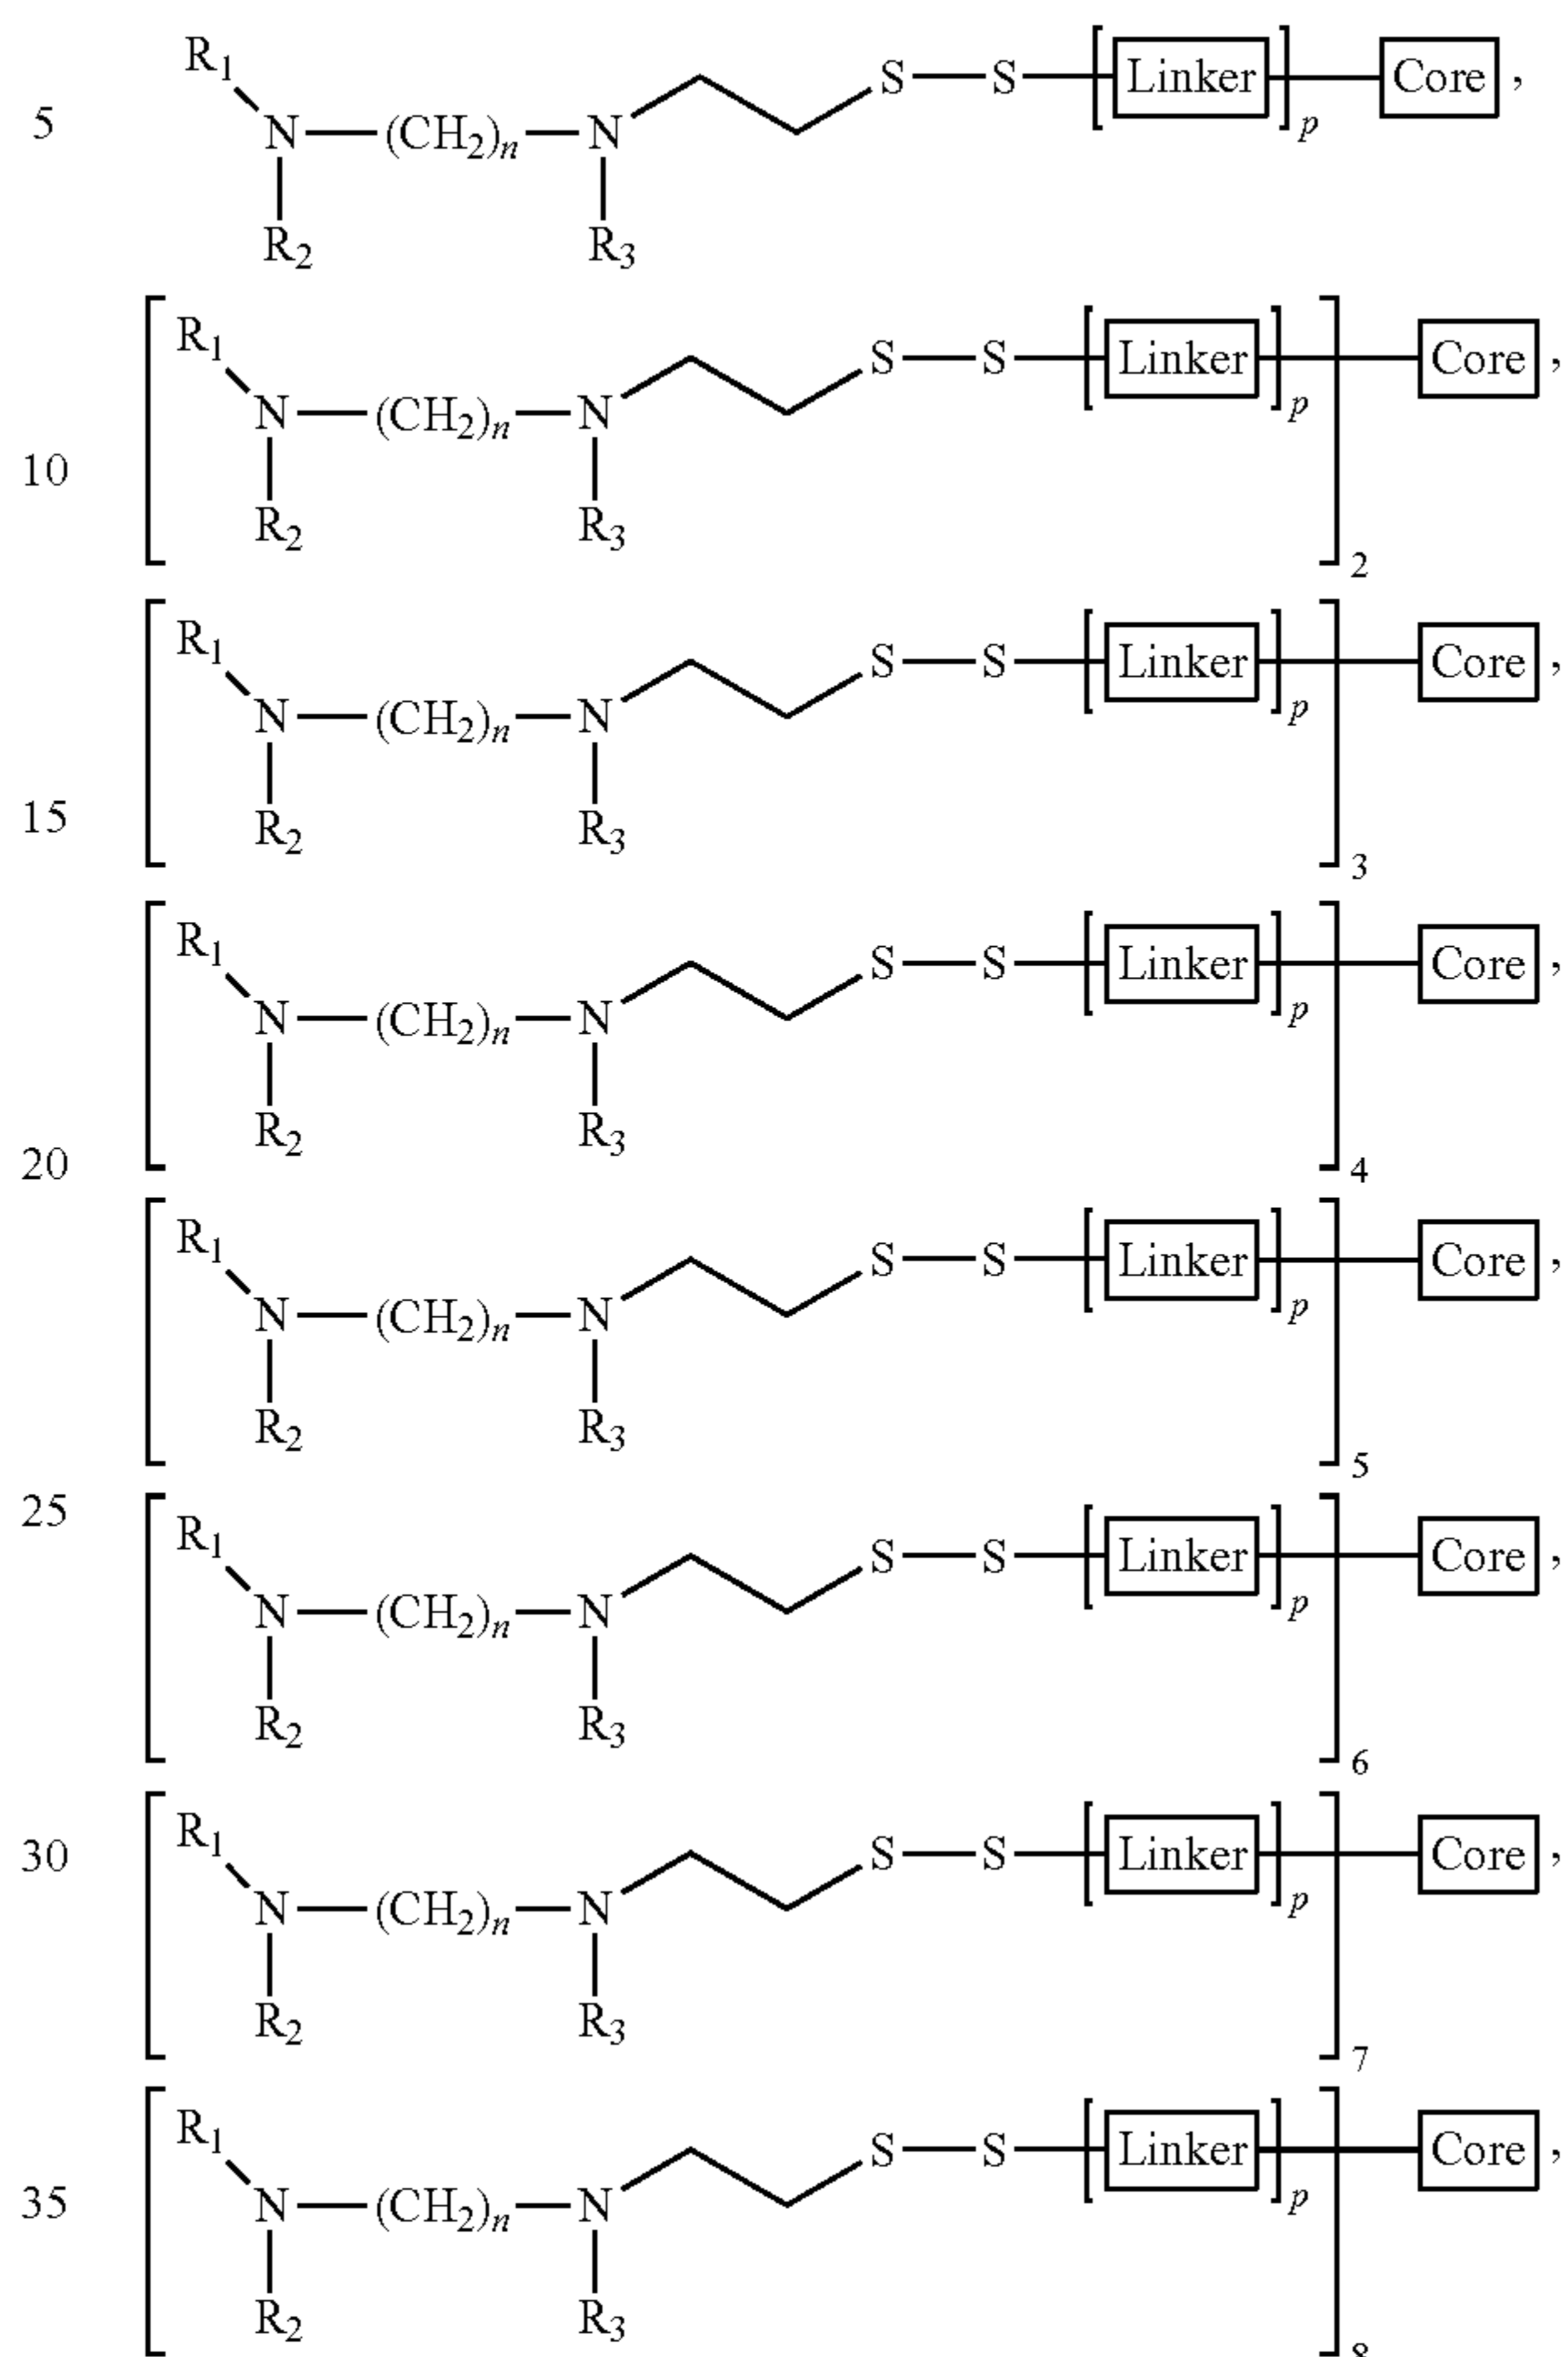 R1
S—S [Linker]p Core,
5 N—(CH2)n—N
R2 R3
R1
S—S [Linker]p Core,
N—(CH2)n—N
10
R2 R3
2
R1
S—S [Linker]p Core,
N—(CH2)n—N
15 R2 R3
3
R1
S—S [Linker]p Core,
N—(CH2)n—N
R2 R3
20 4
R1
S—S [Linker]p Core,
N—(CH2)n—N
R2 R3
5
25
R1
S—S [Linker]p Core,
N—(CH2)n—N
R2 R3
6
R1
30 S—S [Linker]p Core,
N—(CH2)n—N
R2 R3
7
R1
S—S [Linker]p Core,
35 N—(CH2)n—N
R2 R3
8